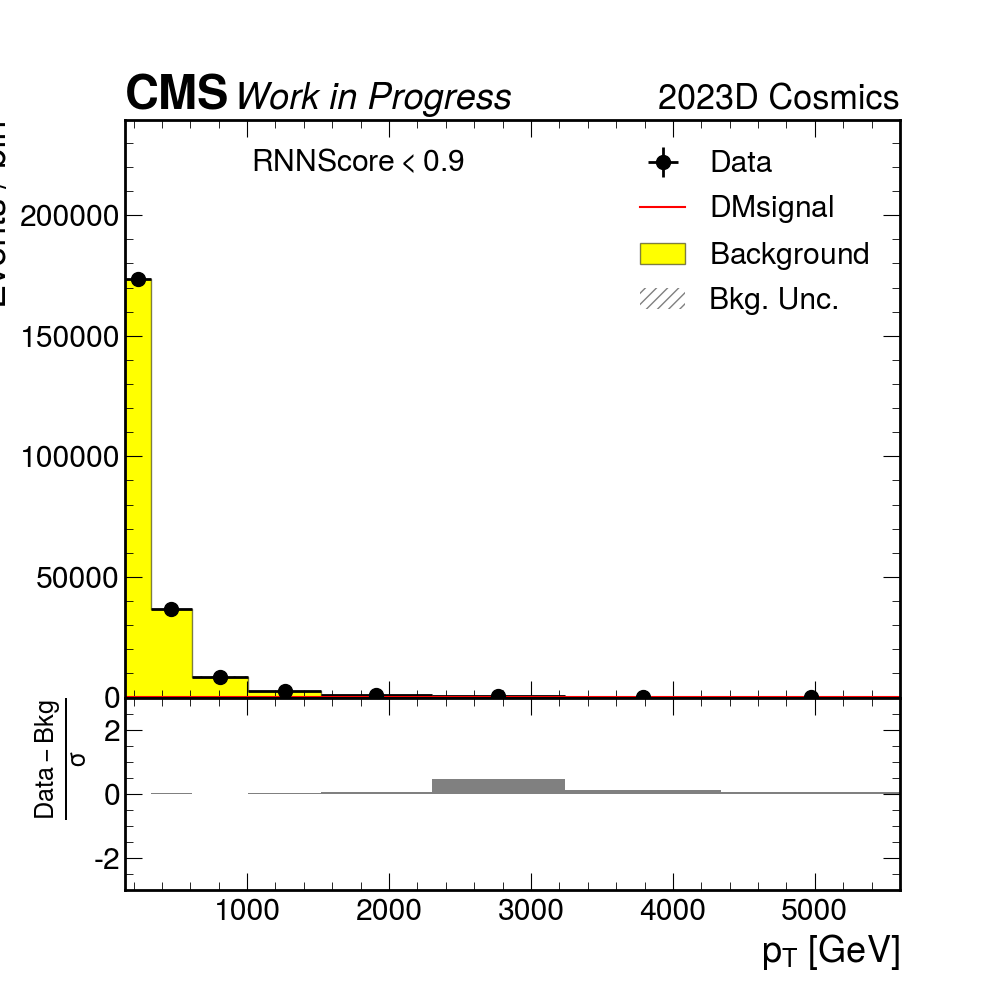 CMS Work in Progress 2023D Cosmics
RNNScore < 0.9
Data
DMsignal
Background
Bkg. Unc.
Events / bin
200000
150000
100000
50000
0
Data − Bkg
σ
2
0
-2
1000 2000 3000 4000 5000
pT [GeV]